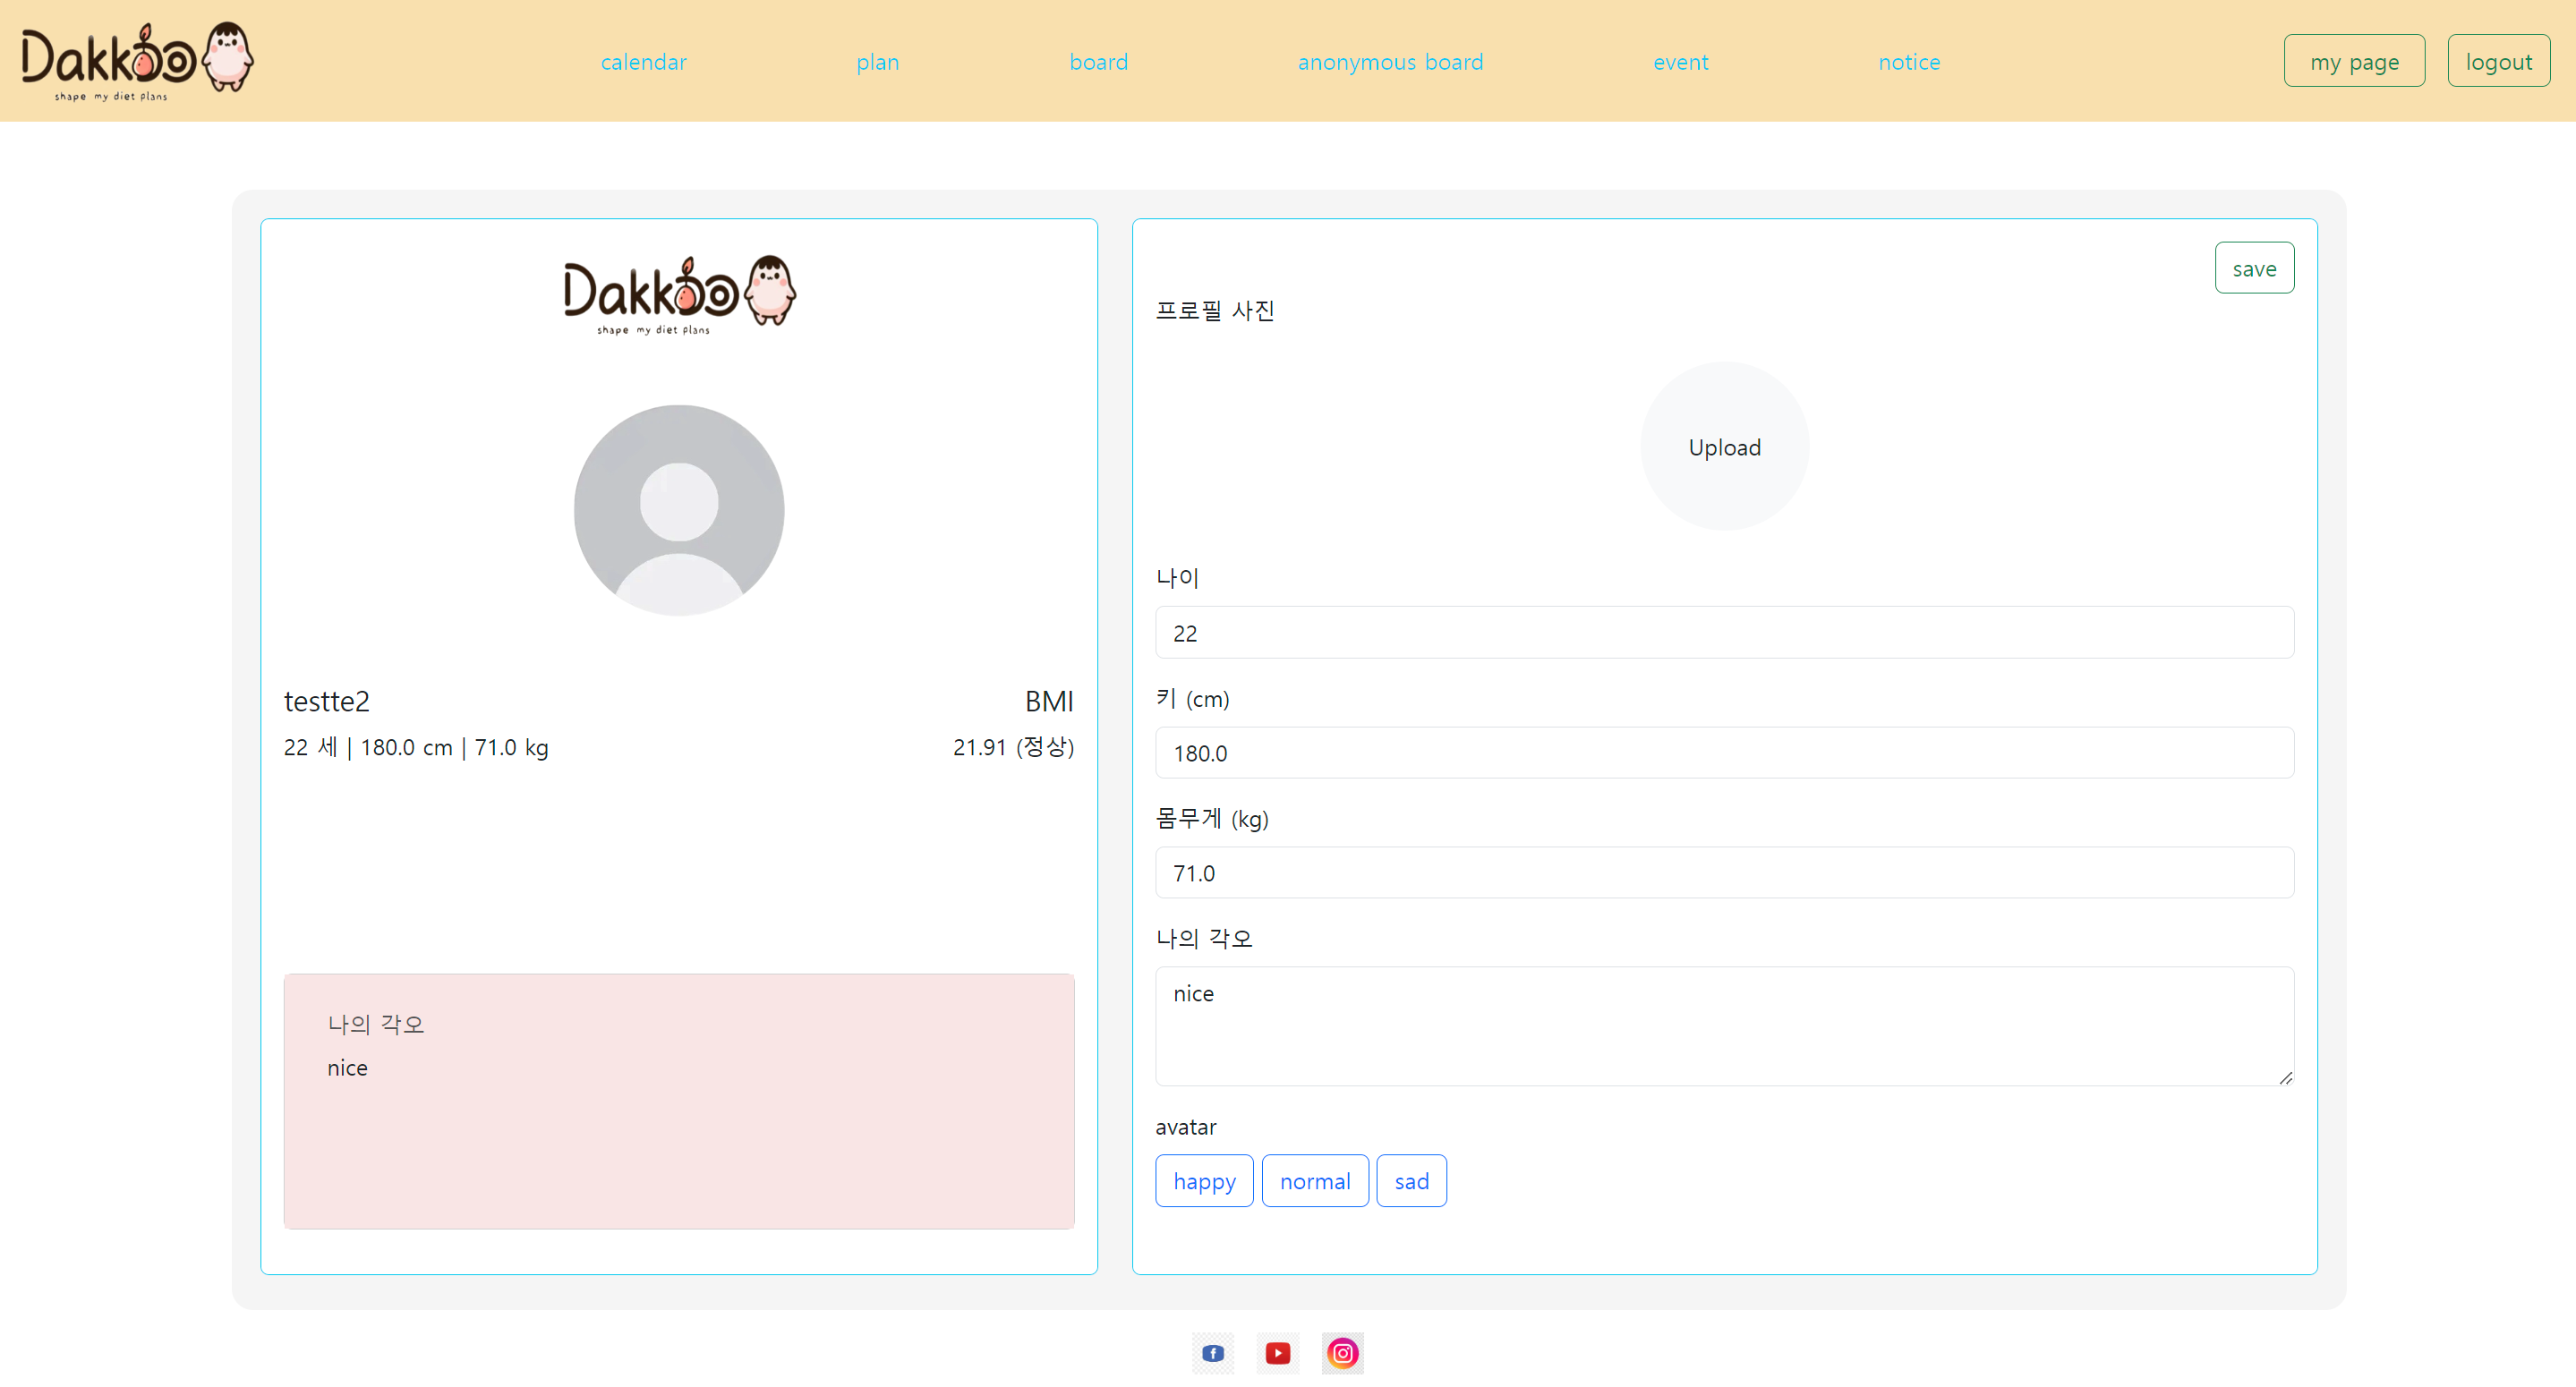 Dakkoo
shape my diet plans
calendar
plan
board
anonymous board
event
notice
my page
logout
Dakkoo
shape my diet plans
testte2
BMI
22 세 | 180.0 cm | 71.0 kg
21.91 (정상)
나의 각오
nice
save
프로필 사진
Upload
나이
22
키 (cm)
180.0
몸무게 (kg)
71.0
나의 각오
nice
avatar
happy
normal
sad